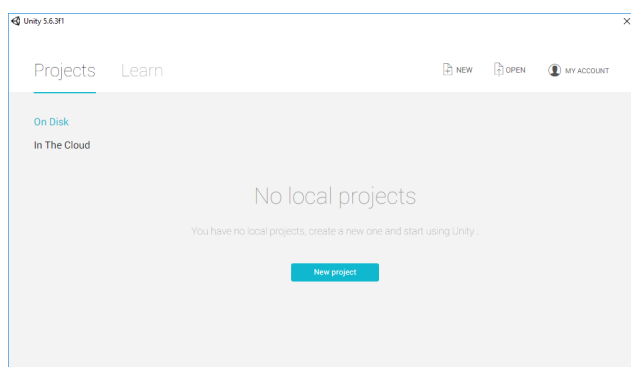 Unity 5.6.3f1
Projects Learn NEW OPEN MY ACCOUNT
On Disk
In The Cloud
No local projects
You have no local projects, create a new one and start using Unity.
New project